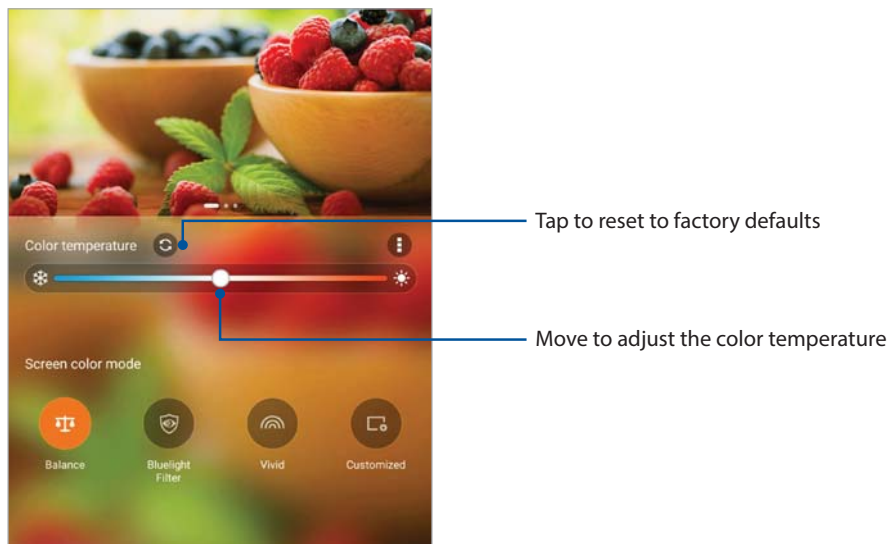 Color temperature
Tap to reset to factory defaults
Move to adjust the color temperature
Screen color mode
Balance
Bluelight
Filter
Vivid
Customized